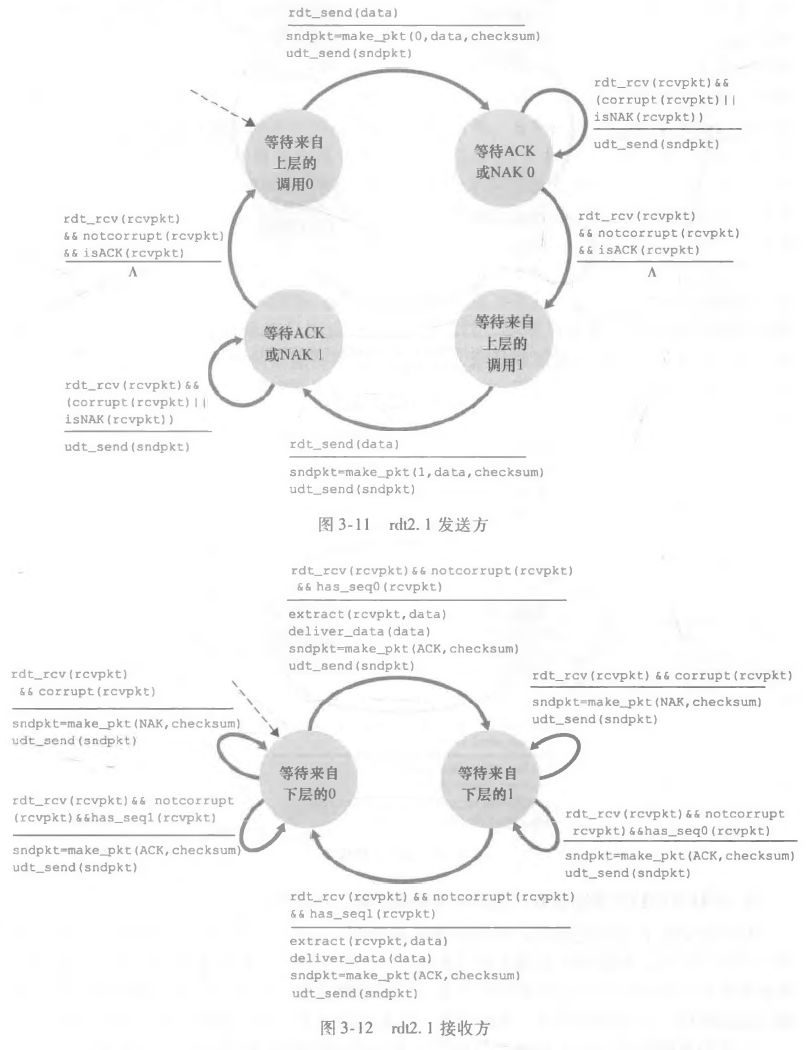 rdt_send(data)
sndpkt=make_pkt(0,data,checksum)
udt_send(sndpkt)
等待来自
上层的
调用0
等待ACK
或NAK 0
rdt_rcv(rcvpkt)&&
(corrupt(rcvpkt)||
isNAK(rcvpkt))
udt_send(sndpkt)
rdt_rcv(rcvpkt)
&& notcorrupt(rcvpkt)
&& isACK(rcvpkt)
Λ
rdt_rcv(rcvpkt)
&& notcorrupt(rcvpkt)
&& isACK(rcvpkt)
Λ
等待ACK
或NAK 1
等待来自
上层的
调用1
rdt_rcv(rcvpkt)&&
(corrupt(rcvpkt)||
isNAK(rcvpkt))
udt_send(sndpkt)
rdt_send(data)
sndpkt=make_pkt(1,data,checksum)
udt_send(sndpkt)
图 3-11 rdt2. 1 发送方
rdt_rcv(rcvpkt)&& notcorrupt(rcvpkt)
&& has_seq0(rcvpkt)
extract(rcvpkt,data)
deliver_data(data)
sndpkt=make_pkt(ACK,checksum)
udt_send(sndpkt)
rdt_rcv(rcvpkt)
&& corrupt(rcvpkt)
sndpkt=make_pkt(NAK,checksum)
udt_send(sndpkt)
rdt_rcv(rcvpkt) && corrupt(rcvpkt)
sndpkt=make_pkt(NAK,checksum)
udt_send(sndpkt)
等待来自
下层的0
等待来自
下层的1
rdt_rcv(rcvpkt)&& notcorrupt
(rcvpkt)&&has_seq1(rcvpkt)
sndpkt=make_pkt(ACK,checksum)
udt_send(sndpkt)
rdt_rcv(rcvpkt)&& notcorrupt
rcvpkt)&&has_seq0(rcvpkt)
sndpkt=make_pkt(ACK,checksum)
udt_send(sndpkt)
rdt_rcv(rcvpkt) && notcorrupt(rcvpkt)
&& has_seq1(rcvpkt)
extract(rcvpkt,data)
deliver_data(data)
sndpkt=make_pkt(ACK,checksum)
udt_send(sndpkt)
图 3-12 rdt2. 1 接收方